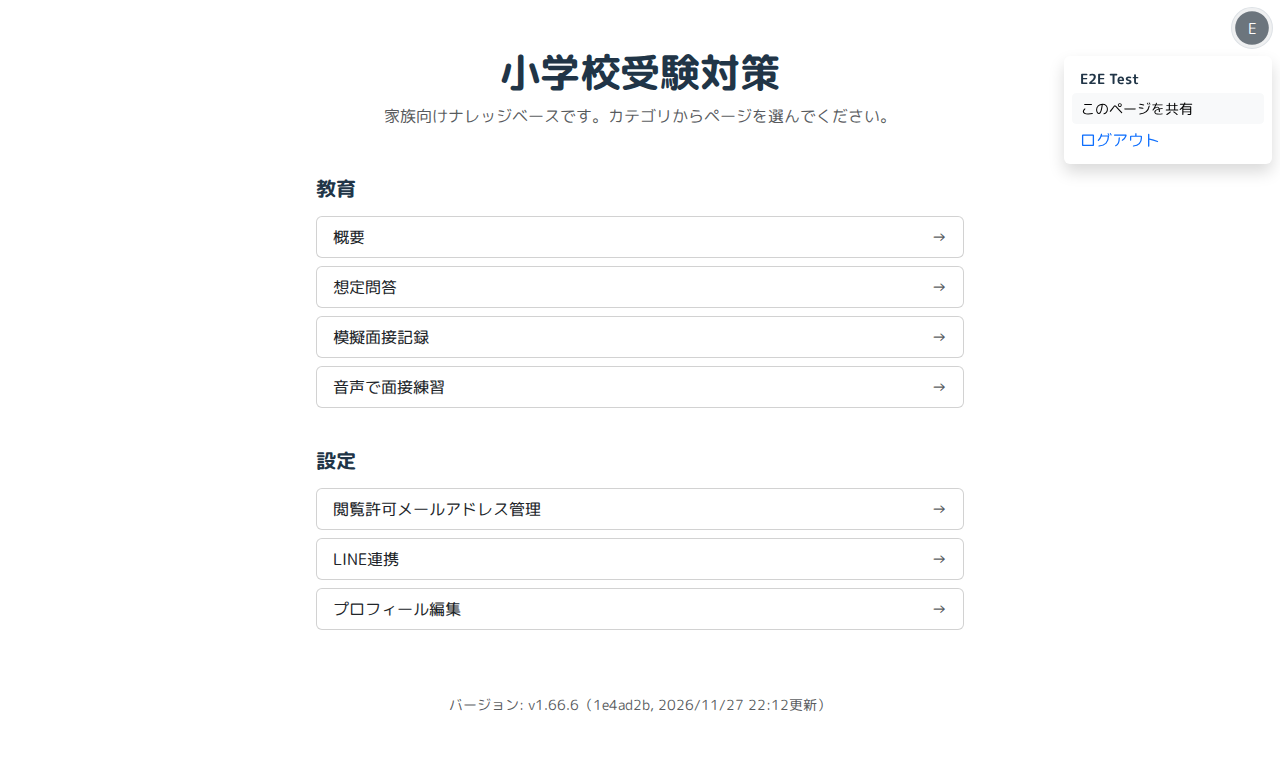 E
E2E Test
このページを共有
ログアウト
小学校受験対策
家族向けナレッジベースです。カテゴリからページを選んでください。
教育
概要 →
想定問答 →
模擬面接記録 →
音声で面接練習 →
設定
閲覧許可メールアドレス管理 →
LINE連携 →
プロフィール編集 →
バージョン: v1.66.6（1e4ad2b, 2026/11/27 22:12更新）